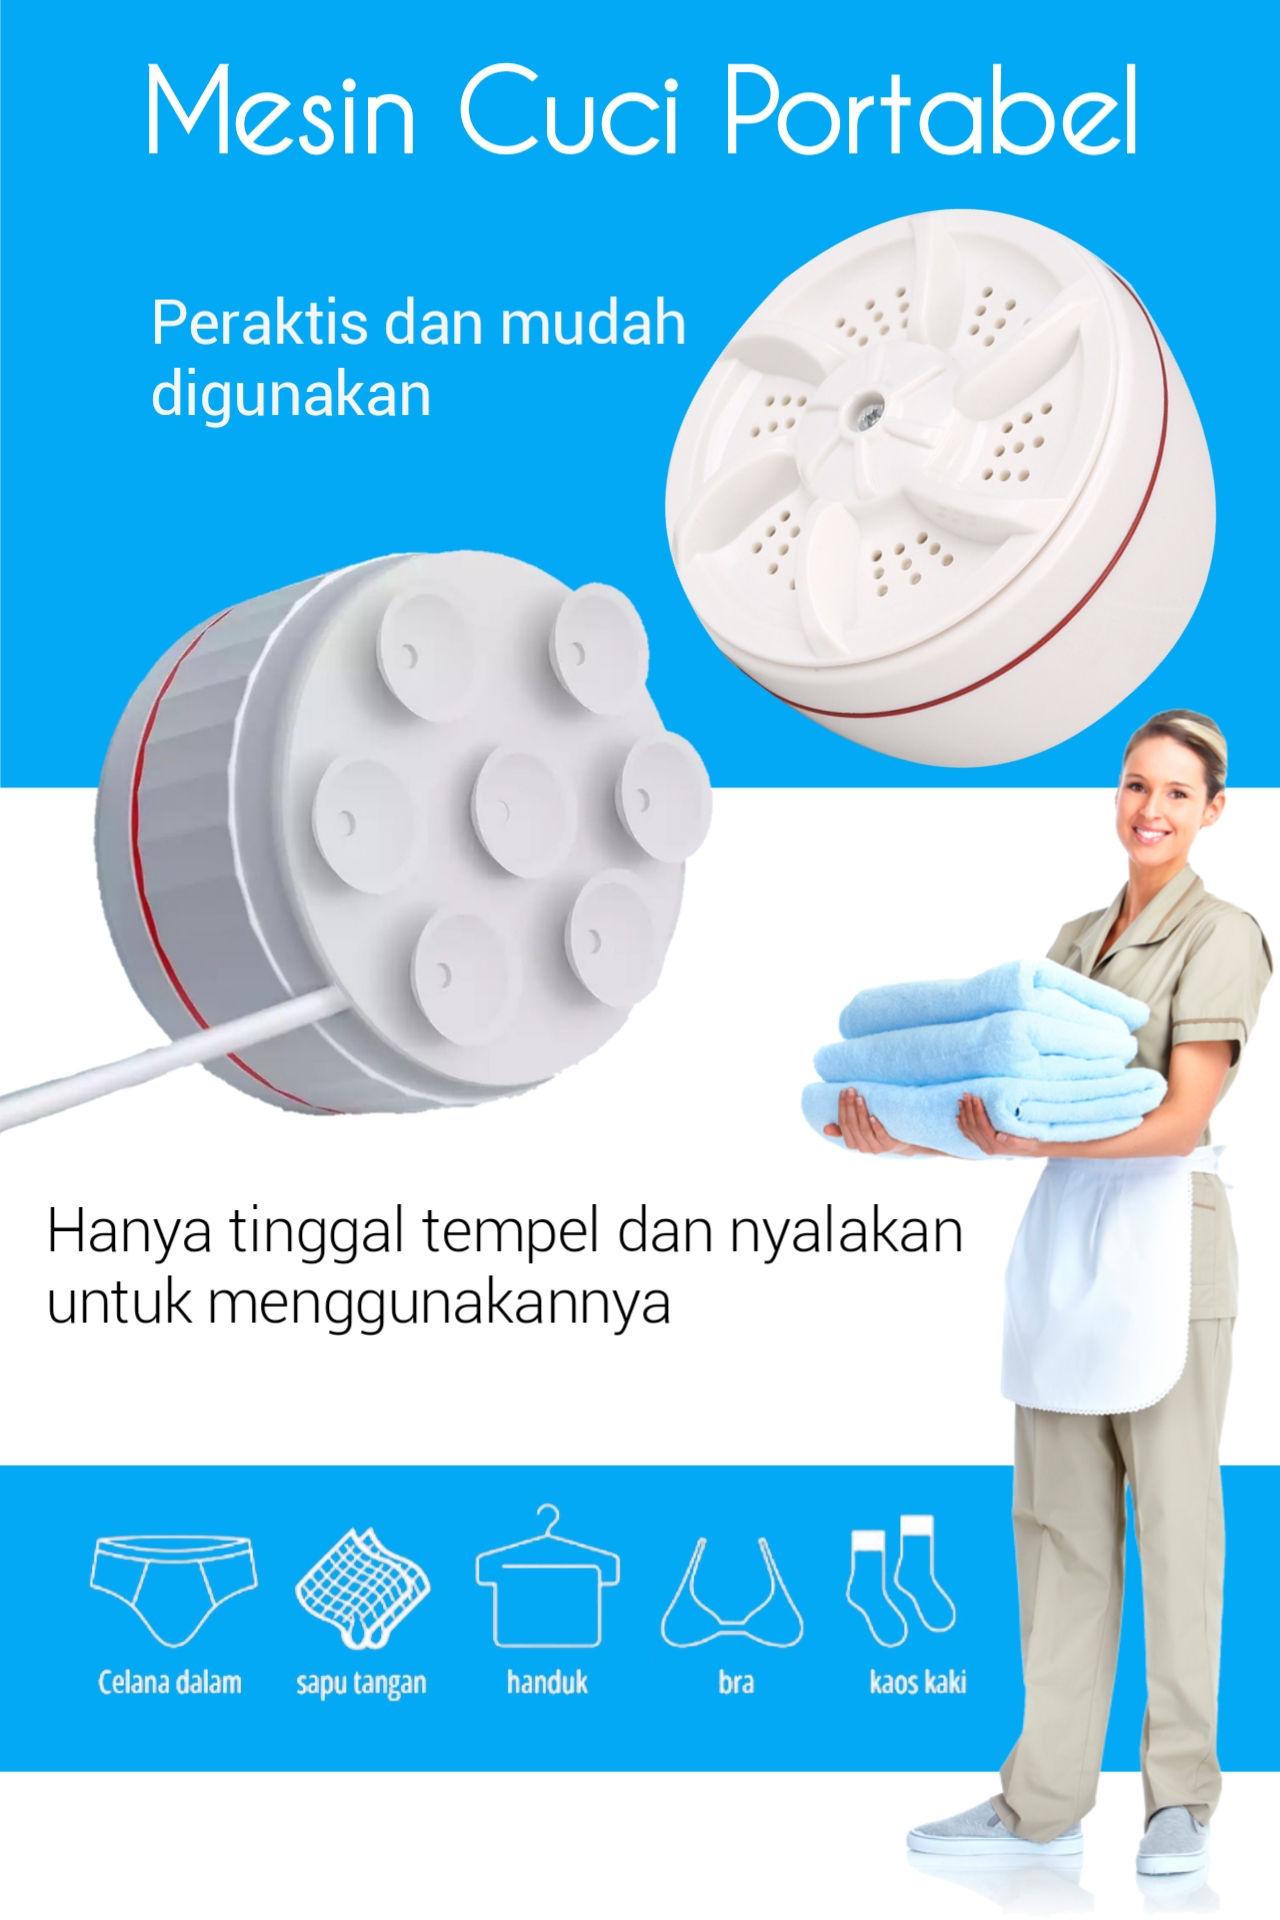 Mesin Cuci Portabel
Peraktis dan mudah
digunakan
Hanya tinggal tempel dan nyalakan
untuk menggunakannya
Celana dalam
sapu tangan
handuk
bra
kaos kaki